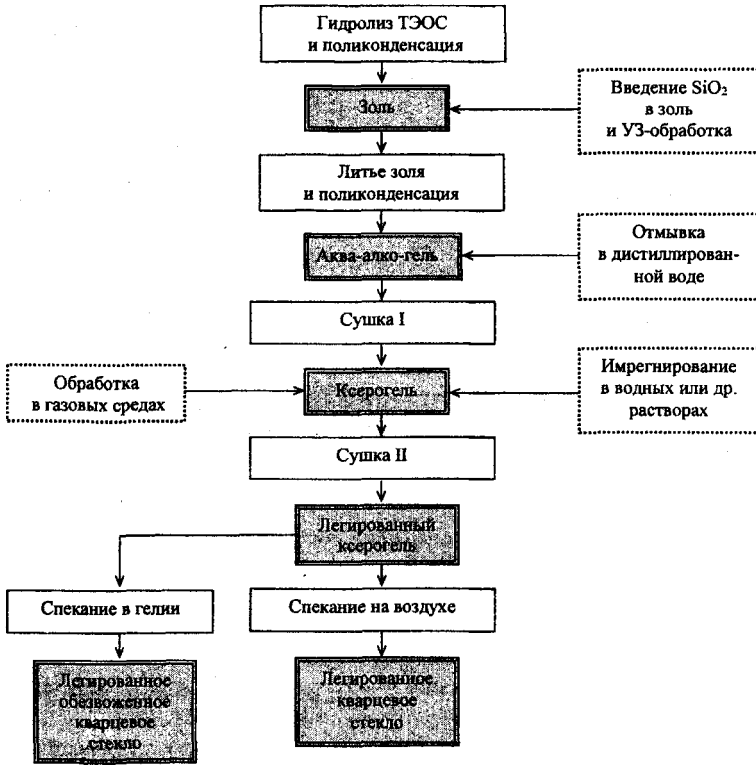 Гидролиз ТЭОС
и поликонденсация
Золь
Введение SiO₂
в золь
и УЗ-обработка
Литье золя
и поликонденсация
Аква-алко-гель
Отмывка
в дистиллирован-
ной воде
Сушка I
Обработка
в газовых средах
Ксерогель
Имрегнирование
в водных или др.
растворах
Сушка II
Легированный
ксерогель
Спекание в гелии
Спекание на воздухе
Легированное
обезвоженное
кварцевое
стекло
Легированное
кварцевое
стекло